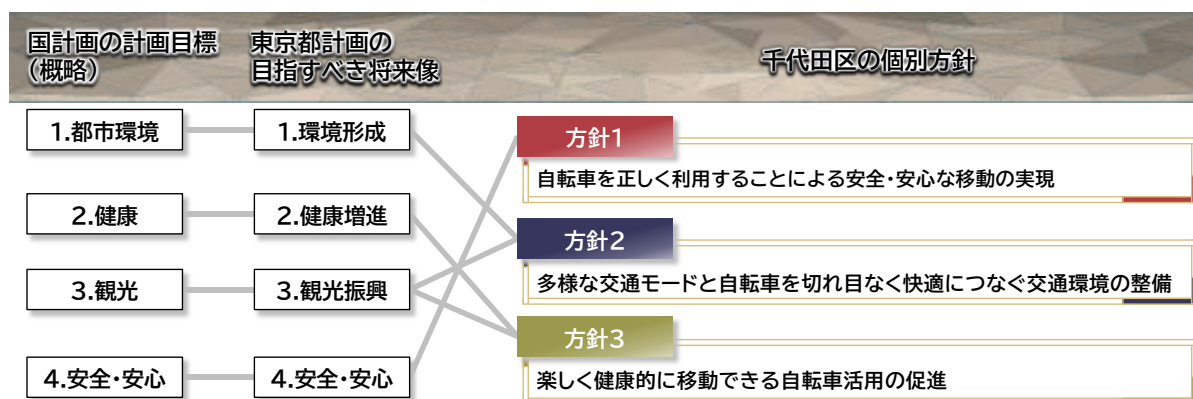 国計画の計画目標
(概略)
東京都計画の
目指すべき将来像
千代田区の個別方針
1.都市環境
1.環境形成
方針1
自転車を正しく利用することによる安全・安心な移動の実現
2.健康
2.健康増進
方針2
多様な交通モードと自転車を切れ目なく快適につなぐ交通環境の整備
3.観光
3.観光振興
方針3
楽しく健康的に移動できる自転車活用の促進
4.安全・安心
4.安全・安心